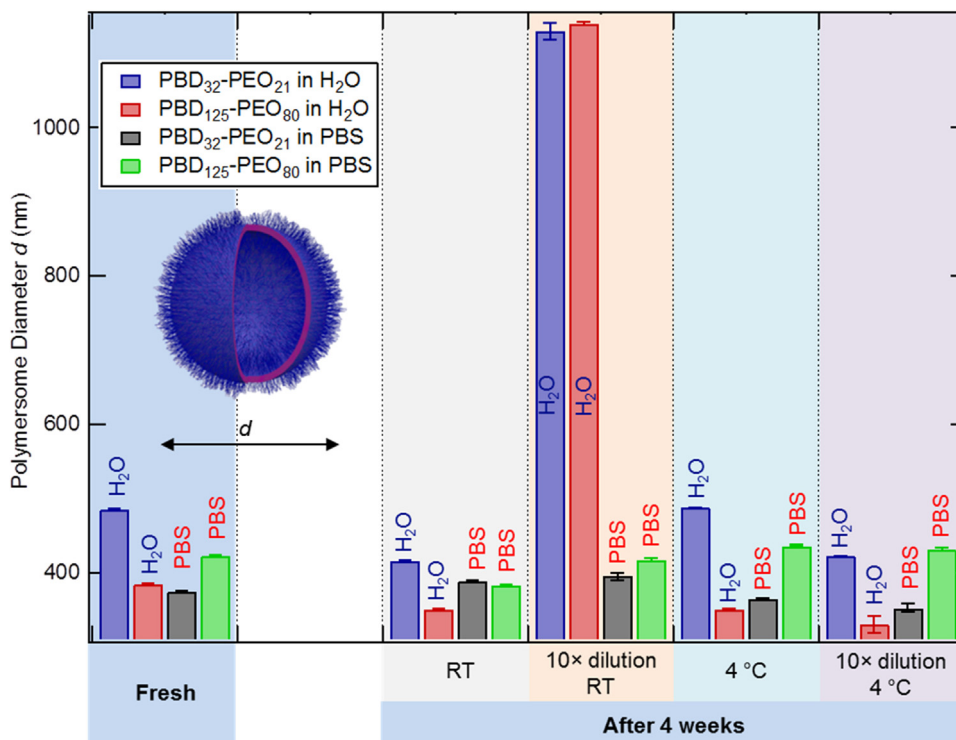 PBD₃₂-PEO₂₁ in H₂O
PBD₁₂₅-PEO₈₀ in H₂O
PBD₃₂-PEO₂₁ in PBS
PBD₁₂₅-PEO₈₀ in PBS
Polymersome Diameter d (nm)
1000
800
600
400
d
H₂O
H₂O
PBS
PBS
H₂O
H₂O
PBS
PBS
H₂O
H₂O
PBS
PBS
H₂O
H₂O
PBS
PBS
H₂O
H₂O
PBS
PBS
Fresh
RT
10× dilution
RT
4 °C
10× dilution
4 °C
After 4 weeks